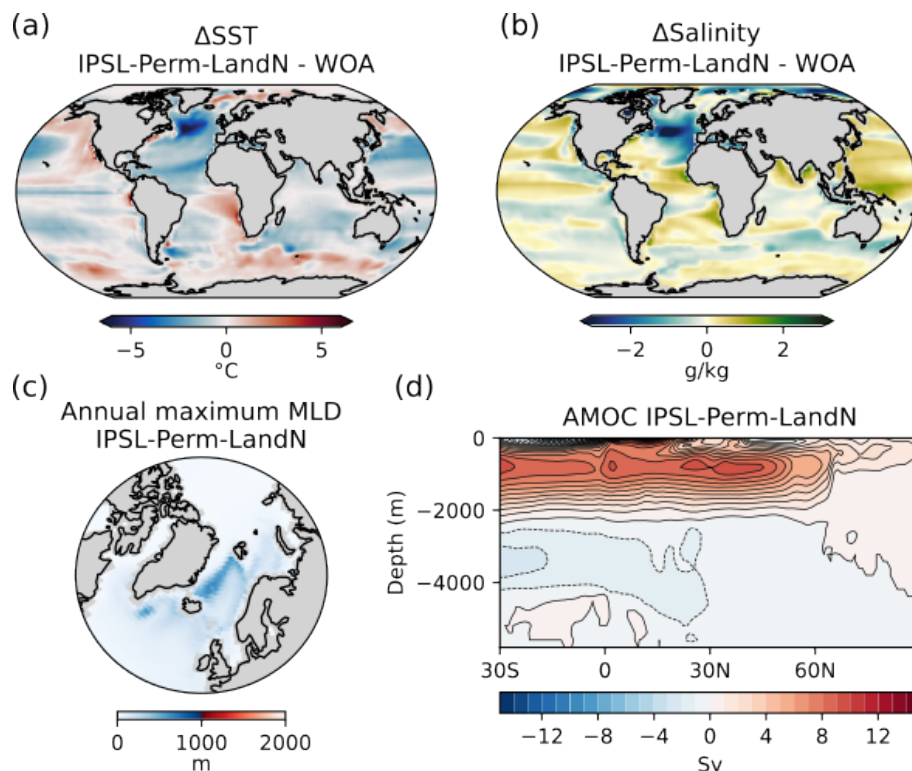 (a)
ΔSST
IPSL-Perm-LandN - WOA
−5 0 5
°C
(b)
ΔSalinity
IPSL-Perm-LandN - WOA
−2 0 2
g/kg
(c)
Annual maximum MLD
IPSL-Perm-LandN
0 1000 2000
m
(d)
AMOC IPSL-Perm-LandN
Depth (m)
0
−2000
−4000
30S 0 30N 60N
−12 −8 −4 0 4 8 12
Sv